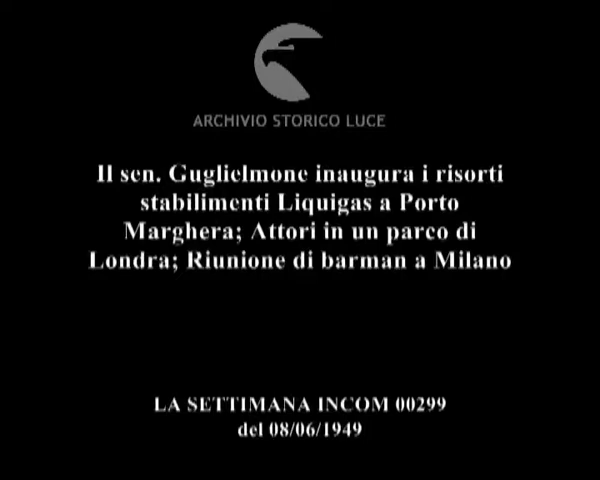 ARCHIVIO STORICO LUCE
Il sen. Guglielmone inaugura i risorti
stabilimenti Liquigas a Porto
Marghera; Attori in un parco di
Londra; Riunione di barman a Milano
LA SETTIMANA INCOM 00299
del 08/06/1949